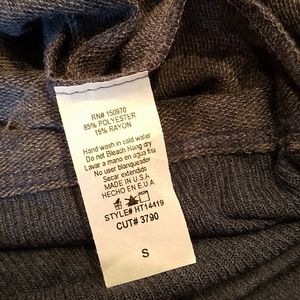 RN# 150970
85% POLYESTER
15% RAYON
Hand wash in cold water
Do not Bleach Hang dry
Lavar a mano en agua fria
No user blanqueador
Secar extendido
Made in U.S.A
HECHO EN E.U.A.
STYLE# HT14419
CUT# 3790
S